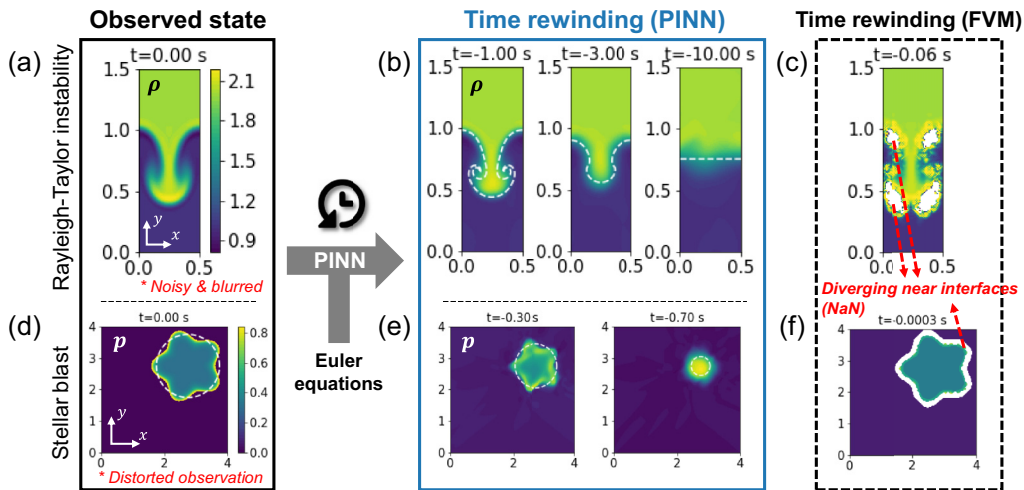 Observed state
Time rewinding (PINN)
Time rewinding (FVM)
Rayleigh-Taylor instability
(a)
t=0.00 s
1.5
1.0
0.5
0.0
0.0
0.5
ρ
y
x
2.1
1.8
1.5
1.2
0.9
* Noisy & blurred
PINN
Euler
equations
(b)
t=-1.00 s
t=-3.00 s
t=-10.00 s
1.5
1.0
0.5
0.0
ρ
0.0
0.5
0.0
0.5
0.0
0.5
(c)
t=-0.06 s
1.5
1.0
0.5
0.0
0.0
0.5
Diverging near interfaces
(NaN)
Stellar blast
(d)
t=0.00 s
4
3
2
1
0
0
2
4
p
y
x
0.8
0.6
0.4
0.2
0.0
* Distorted observation
(e)
t=-0.30 s
t=-0.70 s
4
3
2
1
0
p
0
2
4
4
3
2
1
0
0
2
4
(f)
t=-0.0003 s
4
3
2
1
0
0
2
4